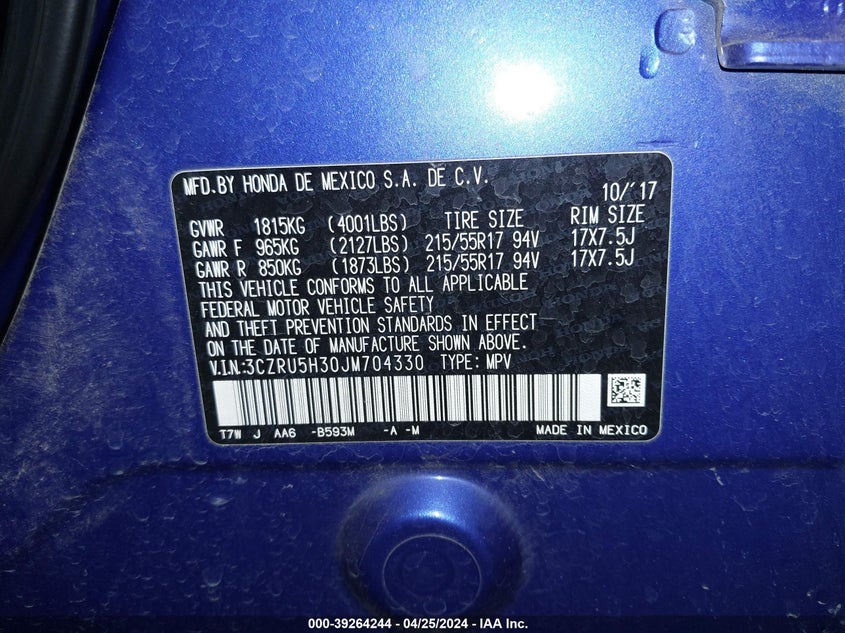 MFD.BY HONDA DE MEXICO S.A. DE C.V.
10/'17
GVWR 1815KG (4001LBS) TIRE SIZE RIM SIZE
GAWR F 965KG (2127LBS) 215/55R17 94V 17X7.5J
GAWR R 850KG (1873LBS) 215/55R17 94V 17X7.5J
THIS VEHICLE CONFORMS TO ALL APPLICABLE
FEDERAL MOTOR VEHICLE SAFETY
AND THEFT PREVENTION STANDARDS IN EFFECT
ON THE DATE OF MANUFACTURE SHOWN ABOVE.
V.I.N:3CZRU5H30JM704330 TYPE: MPV
T7W J AA6 -B593M -A -M MADE IN MEXICO
000-39264244 - 04/25/2024 - IAA Inc.